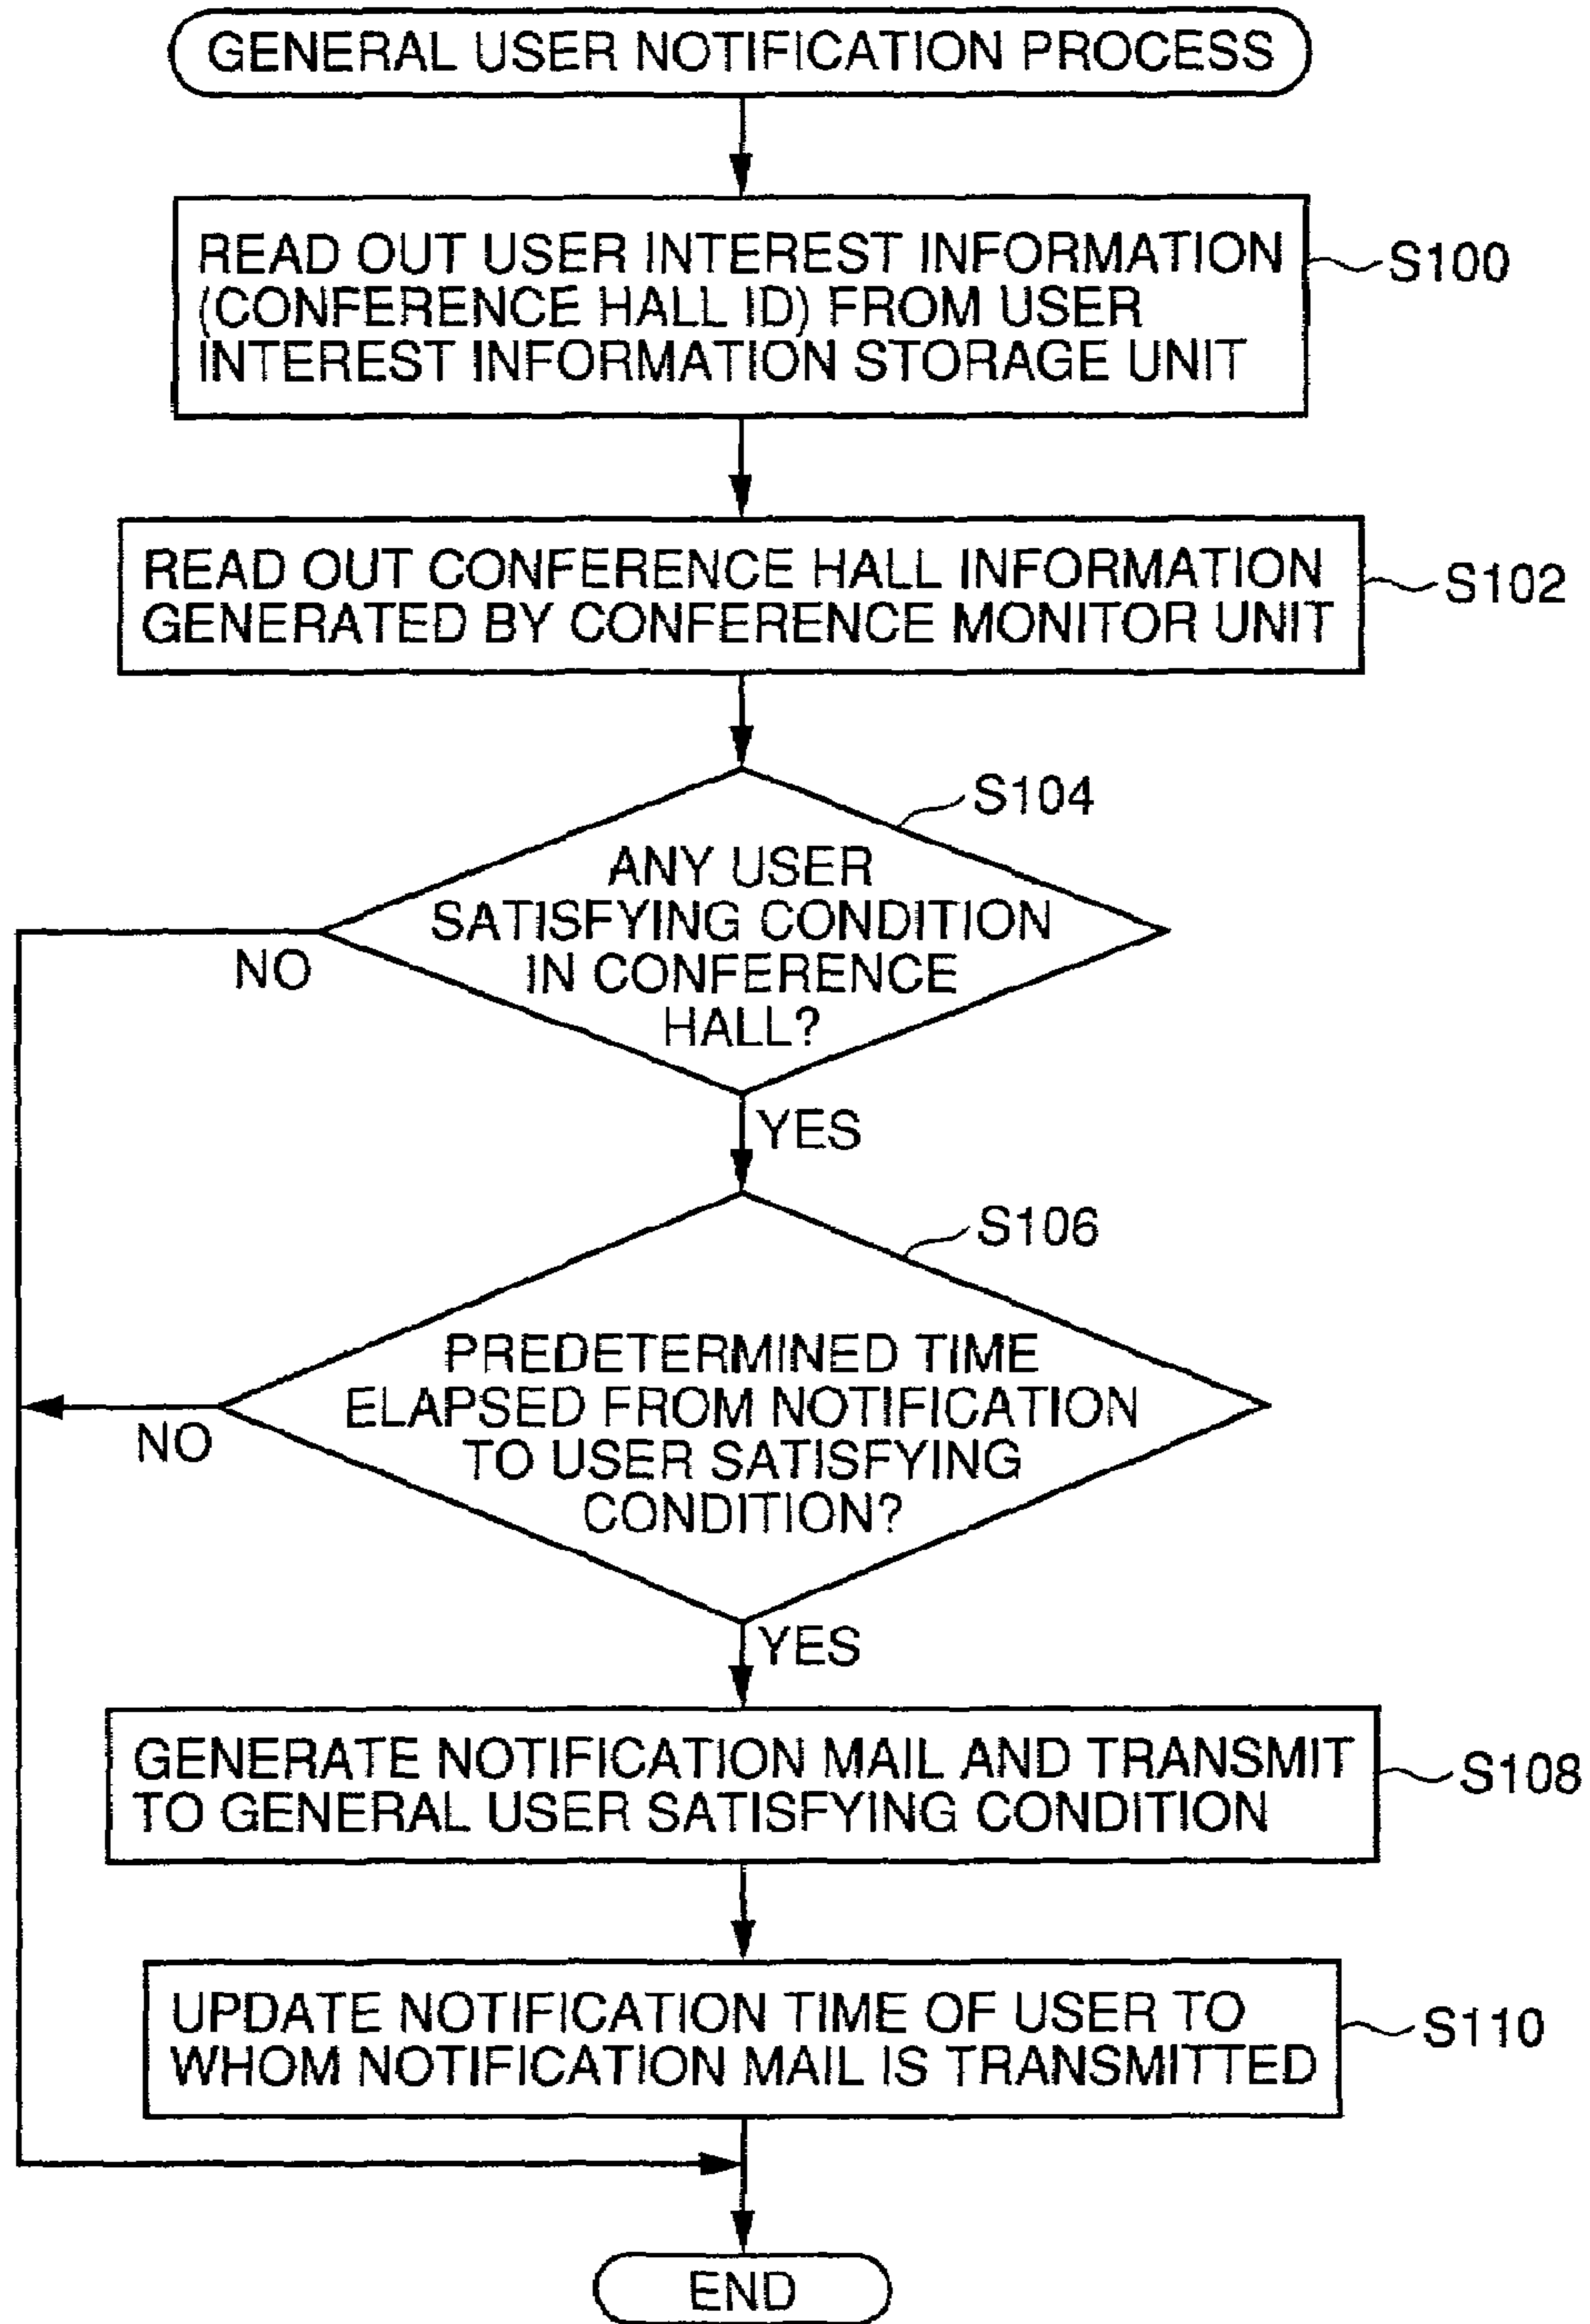 GENERAL USER NOTIFICATION PROCESS
READ OUT USER INTEREST INFORMATION
(CONFERENCE HALL ID) FROM USER
INTEREST INFORMATION STORAGE UNIT
S100
READ OUT CONFERENCE HALL INFORMATION
GENERATED BY CONFERENCE MONITOR UNIT
S102
S104
ANY USER
SATISFYING CONDITION
IN CONFERENCE
HALL?
NO
YES
S106
PREDETERMINED TIME
ELAPSED FROM NOTIFICATION
TO USER SATISFYING
CONDITION?
NO
YES
GENERATE NOTIFICATION MAIL AND TRANSMIT
TO GENERAL USER SATISFYING CONDITION
S108
UPDATE NOTIFICATION TIME OF USER TO
WHOM NOTIFICATION MAIL IS TRANSMITTED
S110
END